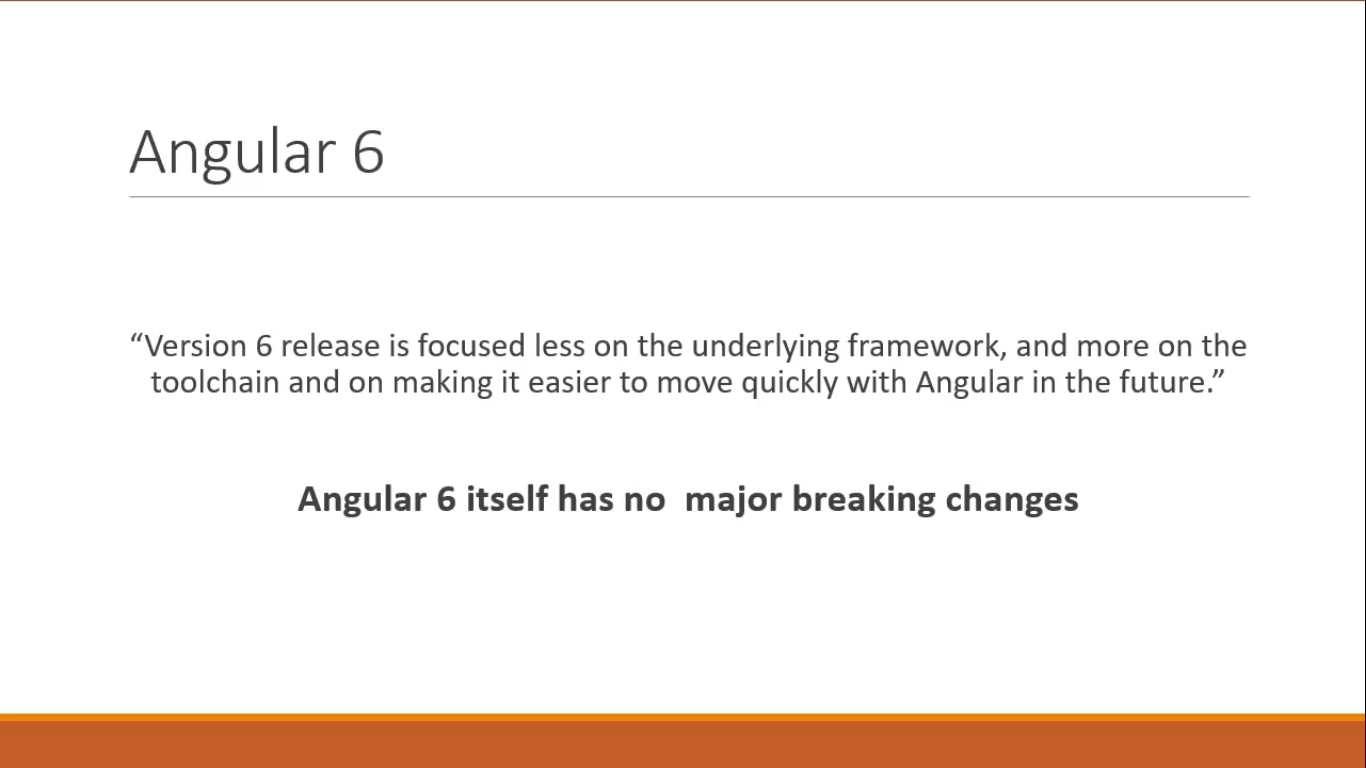 Angular 6
“Version 6 release is focused less on the underlying framework, and more on the
toolchain and on making it easier to move quickly with Angular in the future.”
Angular 6 itself has no  major breaking changes